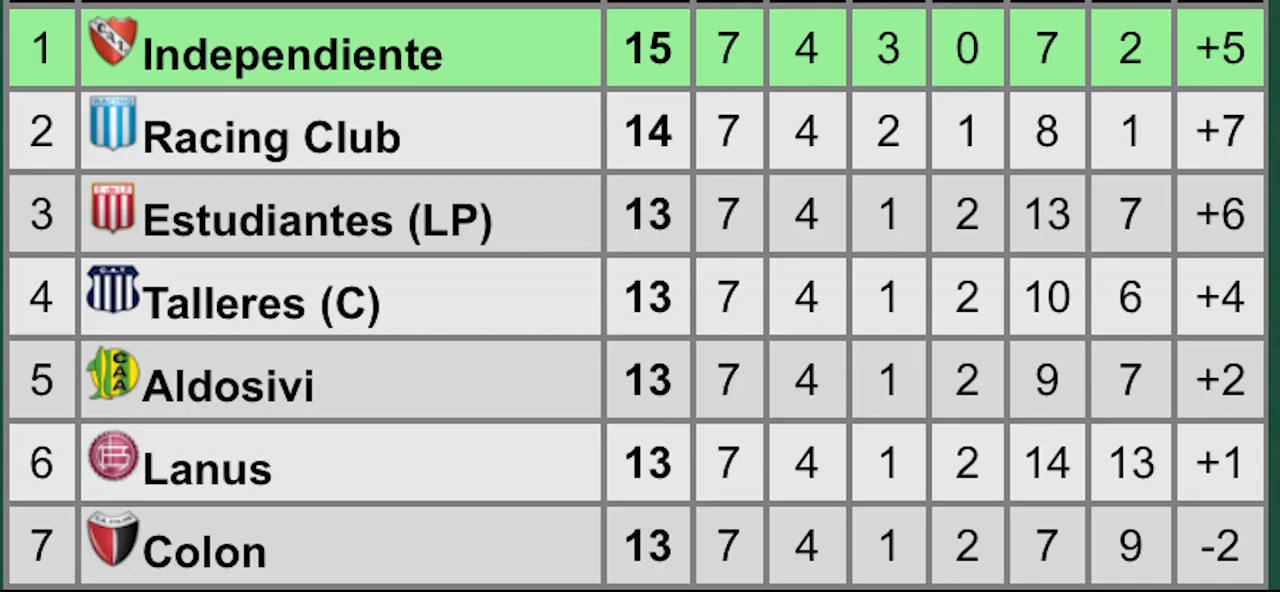 1 Independiente 15 7 4 3 0 7 2 +5
2 Racing Club 14 7 4 2 1 8 1 +7
3 Estudiantes (LP) 13 7 4 1 2 13 7 +6
4 Talleres (C) 13 7 4 1 2 10 6 +4
5 Aldosivi 13 7 4 1 2 9 7 +2
6 Lanus 13 7 4 1 2 14 13 +1
7 Colon 13 7 4 1 2 7 9 -2